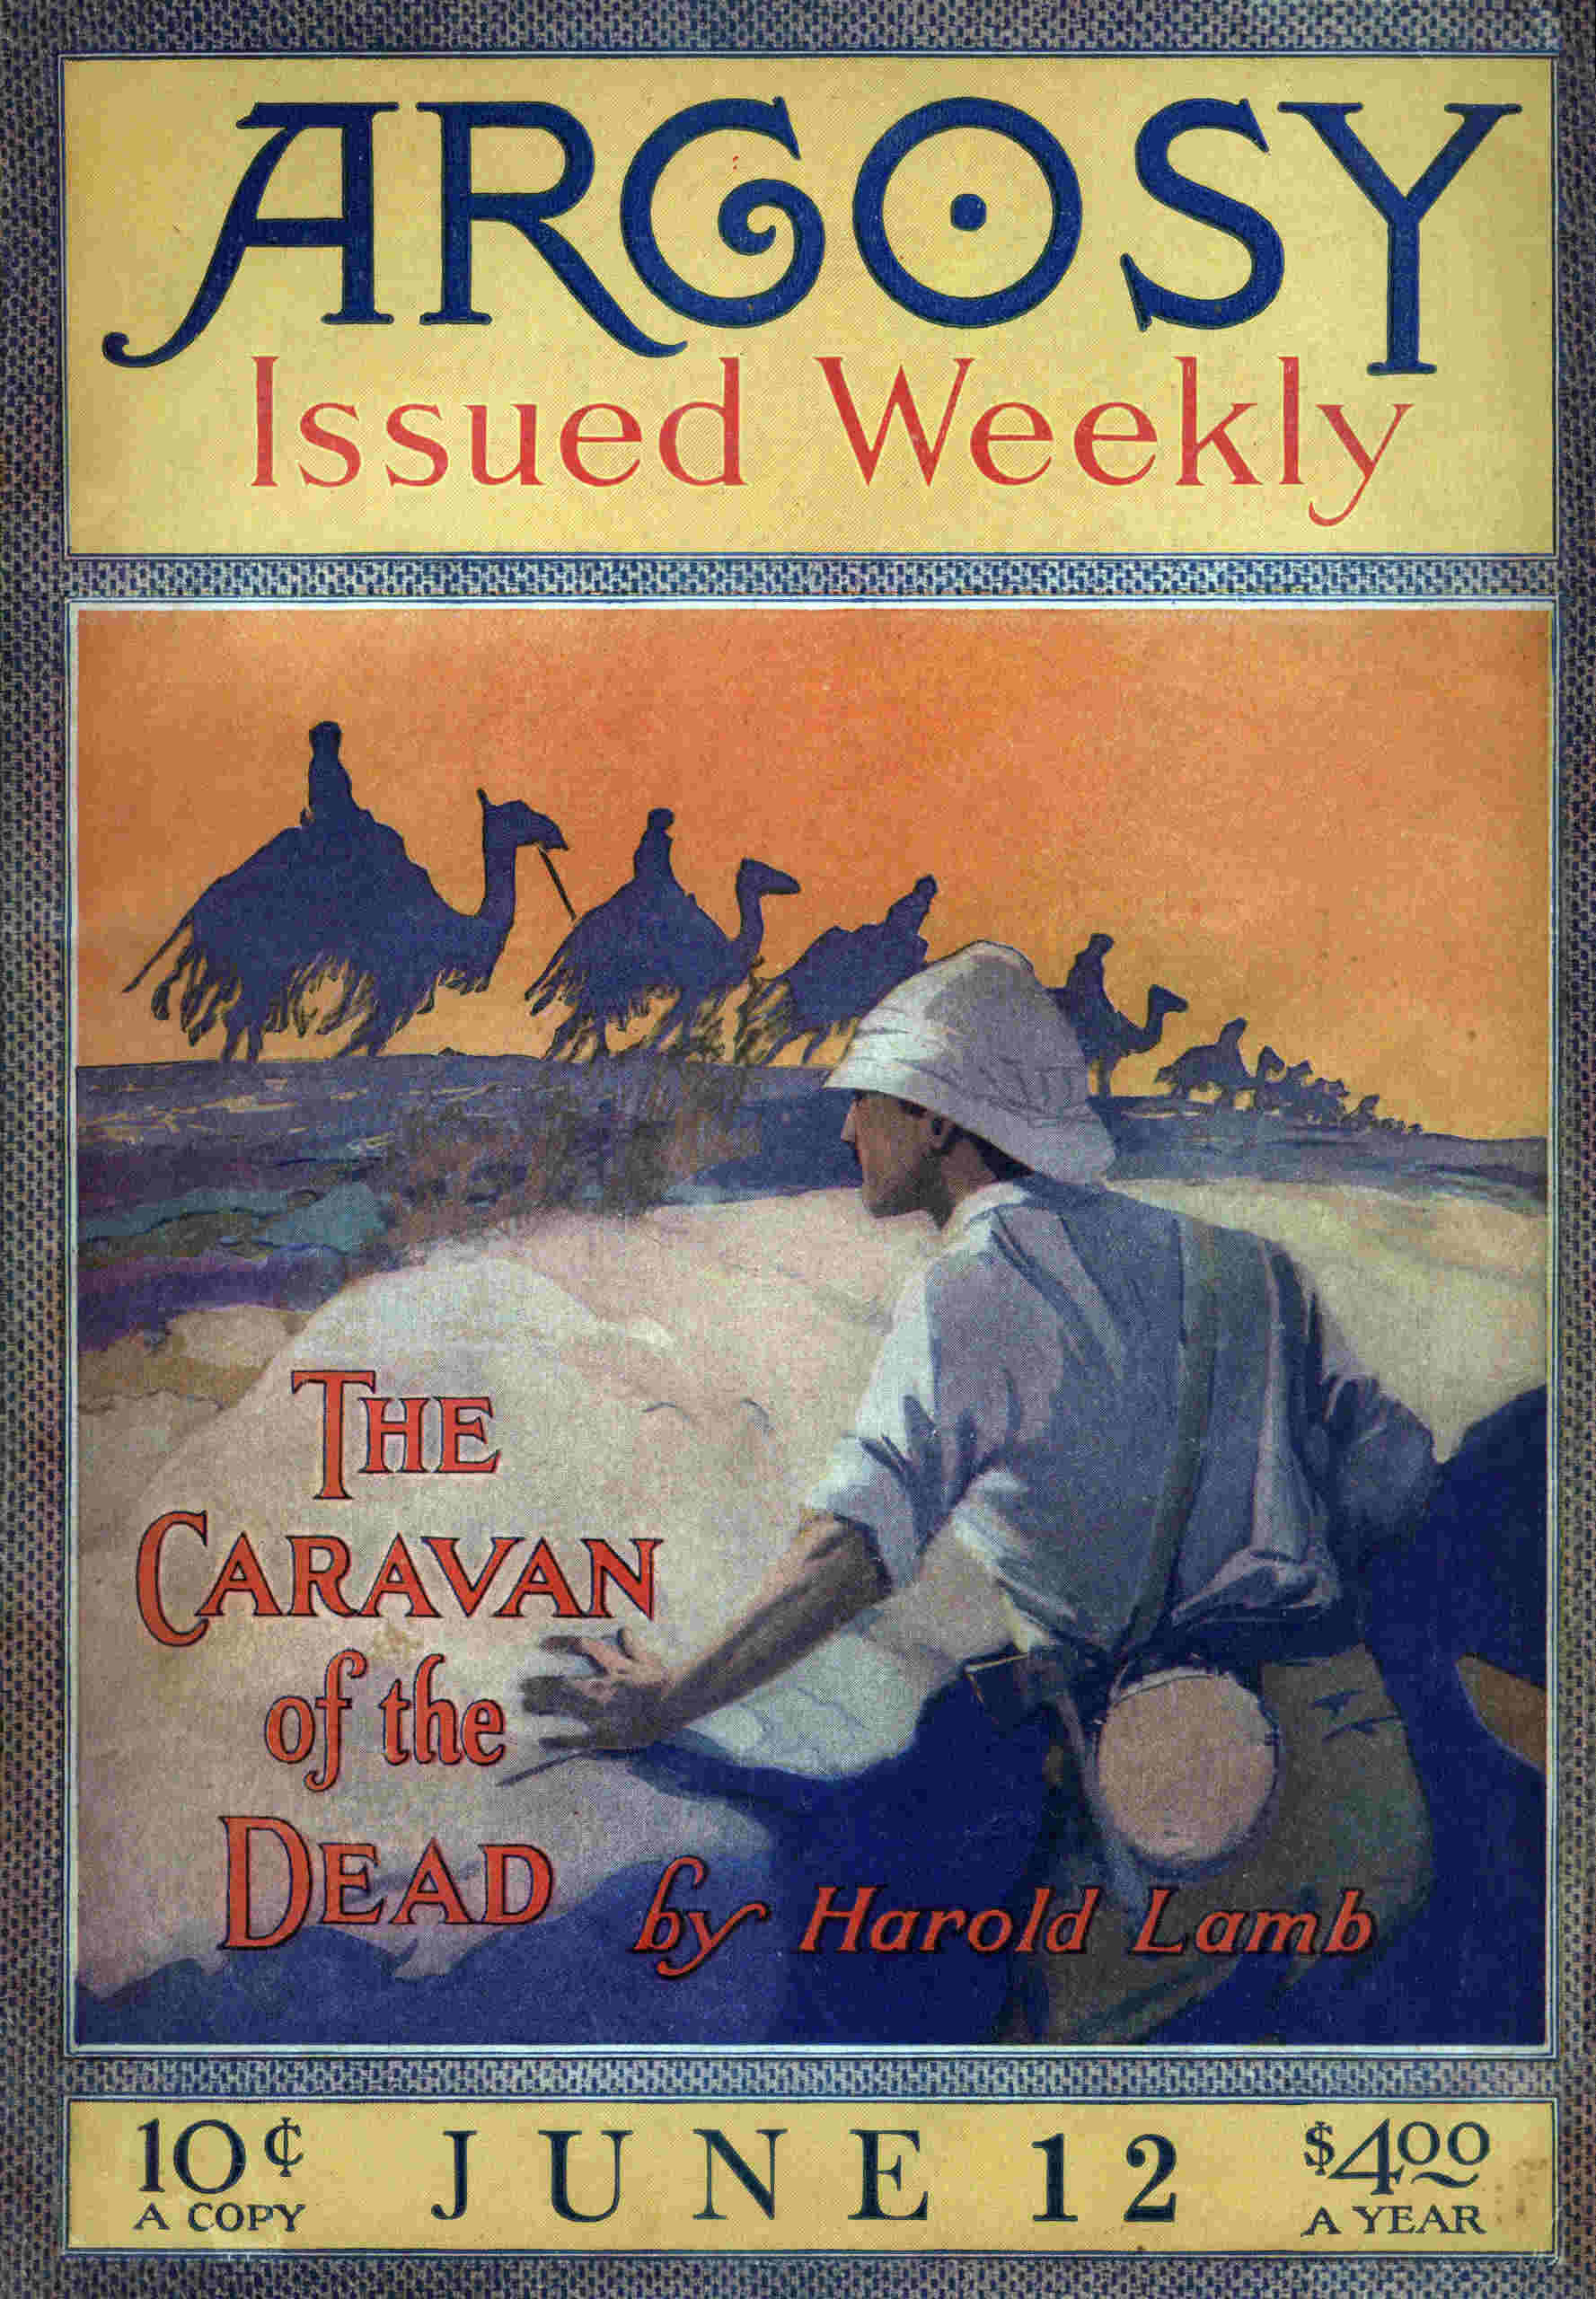 ARGOSY
Issued Weekly
THE
CARAVAN
of the
DEAD
by Harold Lamb
10¢
A COPY
JUNE 12
$4.00
A YEAR